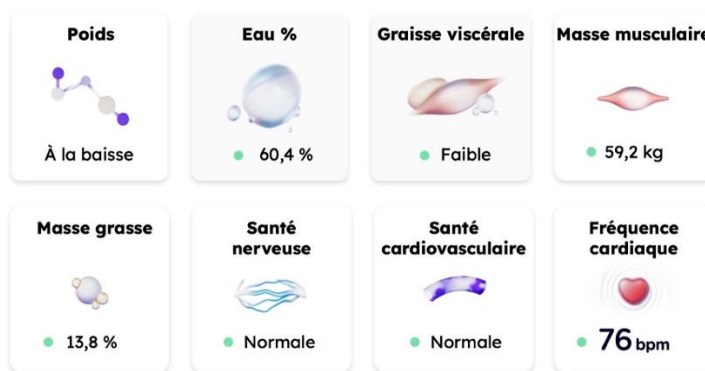 Poids
Eau %
Graisse viscérale
Masse musculaire
À la baisse
60,4 %
Faible
59,2 kg
Masse grasse
Santé
nerveuse
Santé
cardiovasculaire
Fréquence
cardiaque
13,8 %
Normale
Normale
76 bpm